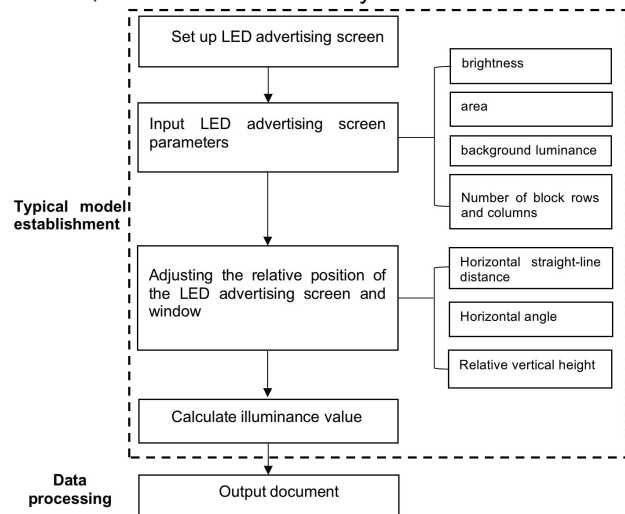 Set up LED advertising screen
Input LED advertising screen
parameters
brightness
area
background luminance
Number of block rows
and columns
Typical model
establishment
Adjusting the relative position of
the LED advertising screen and
window
Horizontal straight-line
distance
Horizontal angle
Relative vertical height
Calculate illuminance value
Data
processing
Output document